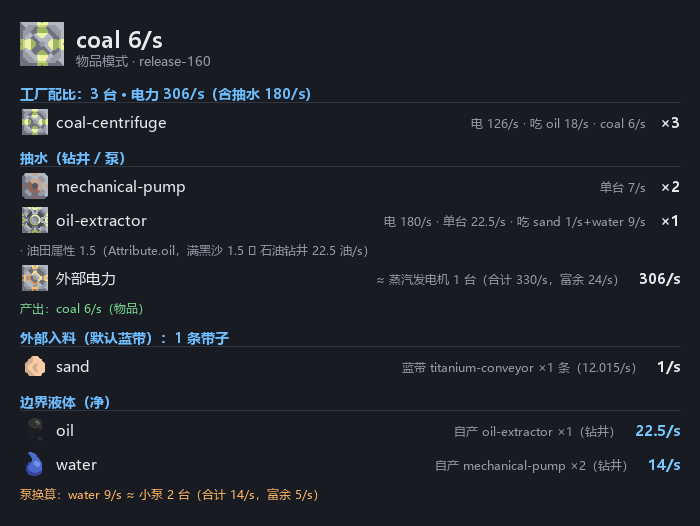 coal 6/s
物品模式 · release-160
工厂配比：3 台 • 电力 306/s（含抽水 180/s）
coal-centrifuge 电 126/s · 吃 oil 18/s · coal 6/s ×3
抽水（钻井 / 泵）
mechanical-pump 单台 7/s ×2
oil-extractor 电 180/s · 单台 22.5/s · 吃 sand 1/s+water 9/s ×1
· 油田属性 1.5（Attribute.oil，满黑沙 1.5 石油钻井 22.5 油/s）
外部电力 ≈ 蒸汽发电机 1 台（合计 330/s，富余 24/s） 306/s
产出：coal 6/s（物品）
外部入料（默认蓝带）：1 条带子
sand 蓝带 titanium-conveyor ×1 条（12.015/s） 1/s
边界液体（净）
oil 自产 oil-extractor ×1（钻井） 22.5/s
water 自产 mechanical-pump ×2（钻井） 14/s
泵换算：water 9/s ≈ 小泵 2 台（合计 14/s，富余 5/s）